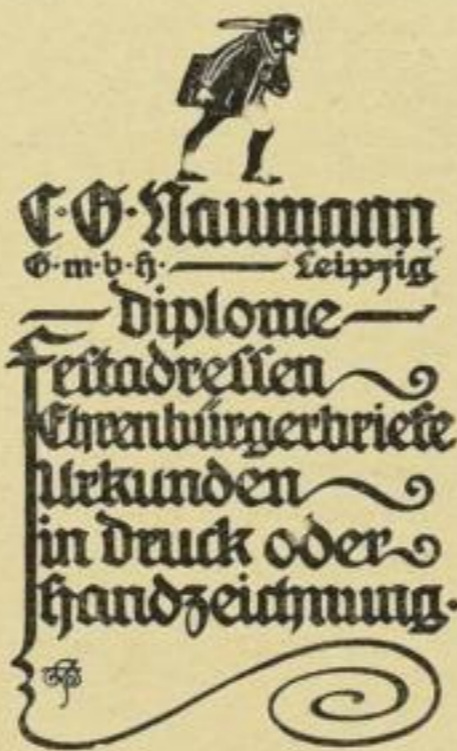 C·G·Naumann
G·m·b·H· Leipzig
Diplome
Festadressen
Ehrenbürgerbriefe
Urkunden
in Druck oder
Handzeichnung.